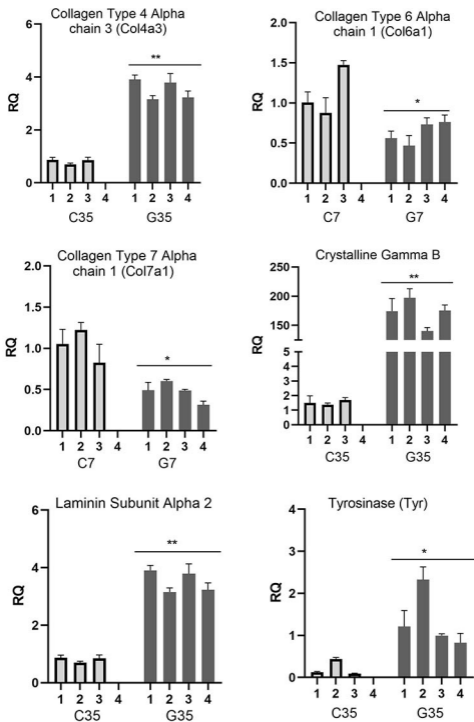 Collagen Type 4 Alpha
chain 3 (Col4a3)
RQ
6
4
2
0
**
1 2 3 4 1 2 3 4
C35 G35
Collagen Type 6 Alpha
chain 1 (Col6a1)
RQ
2.0
1.5
1.0
0.5
0.0
*
1 2 3 4 1 2 3 4
C7 G7
Collagen Type 7 Alpha
chain 1 (Col7a1)
RQ
2.0
1.5
1.0
0.5
0.0
*
1 2 3 4 1 2 3 4
C7 G7
Crystalline Gamma B
RQ
250
200
150
5
4
3
2
1
0
**
1 2 3 4 1 2 3 4
C35 G35
Laminin Subunit Alpha 2
RQ
6
4
2
0
**
1 2 3 4 1 2 3 4
C35 G35
Tyrosinase (Tyr)
RQ
4
3
2
1
0
*
1 2 3 4 1 2 3 4
C35 G35